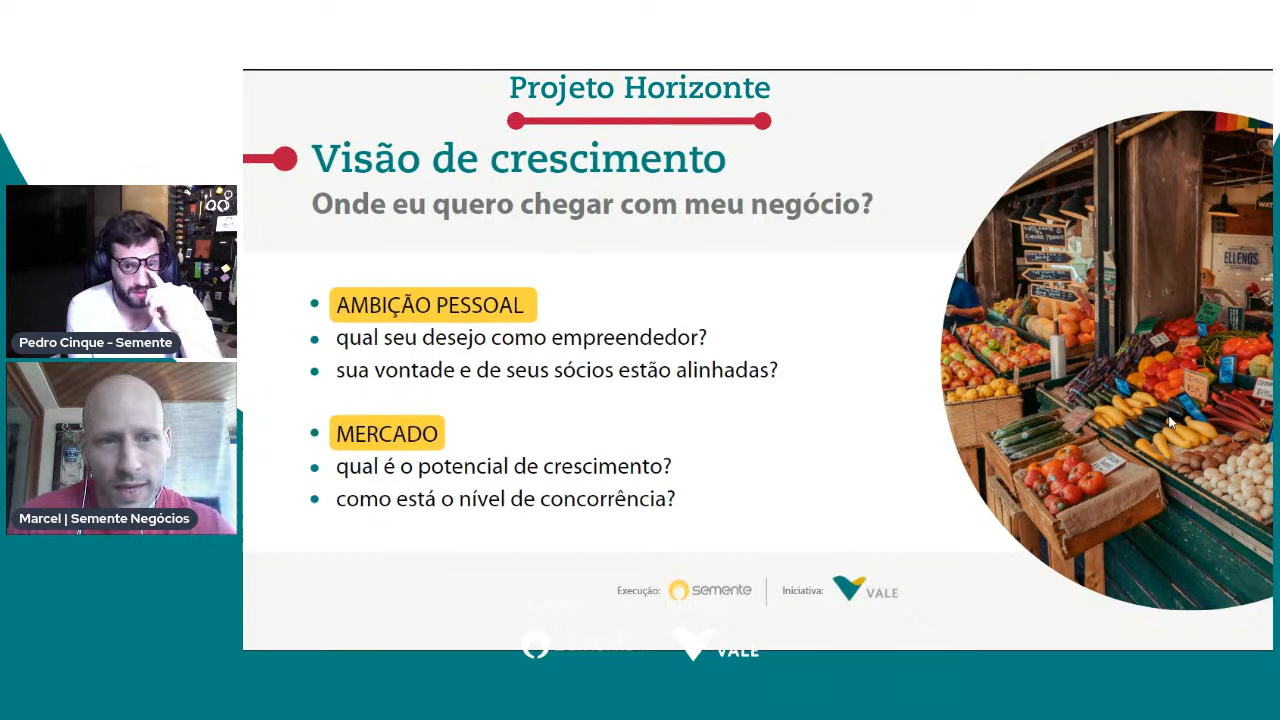 Projeto Horizonte
Visão de crescimento
Onde eu quero chegar com meu negócio?
AMBIÇÃO PESSOAL
qual seu desejo como empreendedor?
sua vontade e de seus sócios estão alinhadas?
MERCADO
qual é o potencial de crescimento?
como está o nível de concorrência?
Pedro Cinque - Semente
Marcel | Semente Negócios
ELLENOS
Execução: semente Iniciativa: VALE
VALE